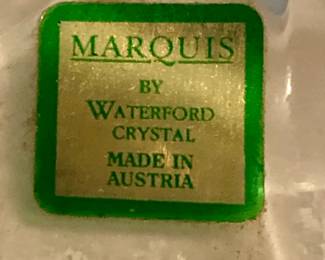 MARQUIS
BY
WATERFORD
CRYSTAL
MADE IN
AUSTRIA